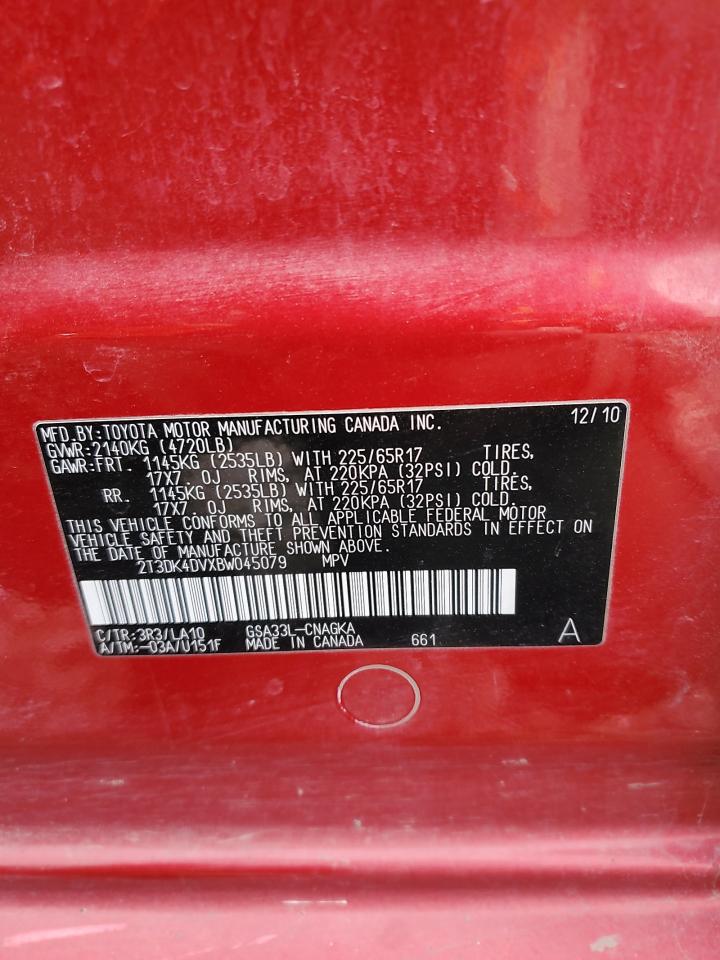 MFD.BY:TOYOTA MOTOR MANUFACTURING CANADA INC. 12/10
GVWR:2140KG (4720LB)
GAWR:FRT. 1145KG (2535LB) WITH 225/65R17 TIRES,
17X7.0J RIMS, AT 220KPA (32PSI) COLD.
RR. 1145KG (2535LB) WITH 225/65R17 TIRES,
17X7.0J RIMS, AT 220KPA (32PSI) COLD.
THIS VEHICLE CONFORMS TO ALL APPLICABLE FEDERAL MOTOR
VEHICLE SAFETY AND THEFT PREVENTION STANDARDS IN EFFECT ON
THE DATE OF MANUFACTURE SHOWN ABOVE.
2T3DK4DVXBW045079 MPV
C/TR:3R3/LA10 GSA33L-CNAGKA
A/TM:-03A/U151F MADE IN CANADA 661 A